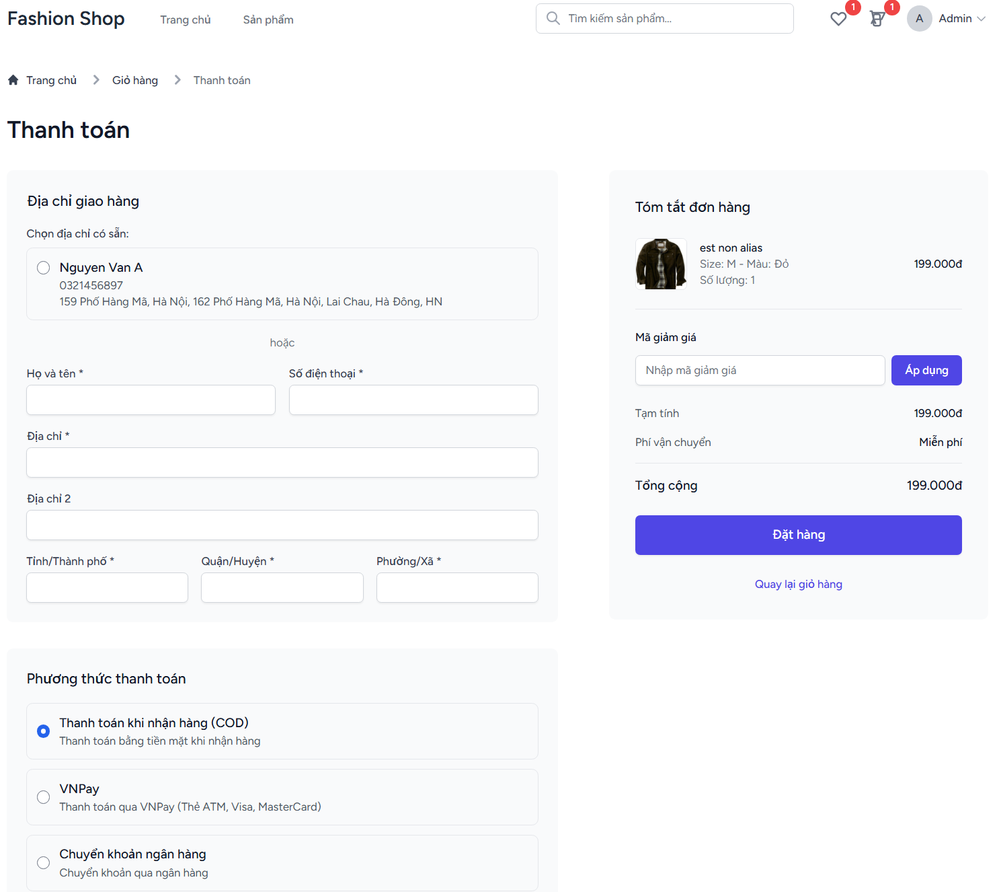 Fashion Shop
Trang chủ
Sản phẩm
Tìm kiếm sản phẩm...
1
1
A
Admin
Trang chủ
Giỏ hàng
Thanh toán
Thanh toán
Địa chỉ giao hàng
Chọn địa chỉ có sẵn:
Nguyen Van A
0321456897
159 Phố Hàng Mã, Hà Nội, 162 Phố Hàng Mã, Hà Nội, Lai Chau, Hà Đông, HN
hoặc
Họ và tên *
Số điện thoại *
Địa chỉ *
Địa chỉ 2
Tỉnh/Thành phố *
Quận/Huyện *
Phường/Xã *
Phương thức thanh toán
Thanh toán khi nhận hàng (COD)
Thanh toán bằng tiền mặt khi nhận hàng
VNPay
Thanh toán qua VNPay (Thẻ ATM, Visa, MasterCard)
Chuyển khoản ngân hàng
Chuyển khoản qua ngân hàng
Tóm tắt đơn hàng
est non alias
Size: M - Màu: Đỏ
Số lượng: 1
199.000đ
Mã giảm giá
Nhập mã giảm giá
Áp dụng
Tạm tính
199.000đ
Phí vận chuyển
Miễn phí
Tổng cộng
199.000đ
Đặt hàng
Quay lại giỏ hàng